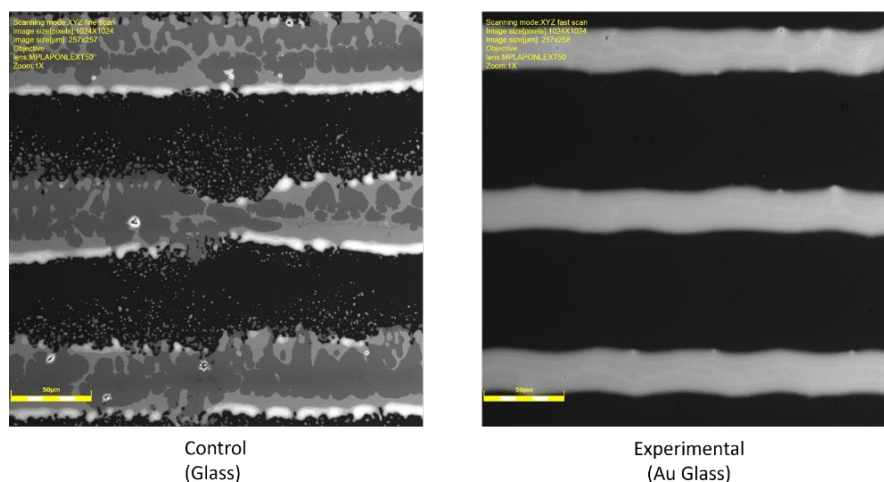 Scanning mode:XYZ fine scan
Image size[pixels]:1024X1024
Image size[µm]:257x257
Objective
lens:MPLAPONLEXT50
Zoom:1X
50µm
Control
(Glass)
Scanning mode:XYZ fast scan
Image size[pixels]:1024X1024
Image size[µm]:257x258
Objective
lens:MPLAPONLEXT50
Zoom:1X
50µm
Experimental
(Au Glass)